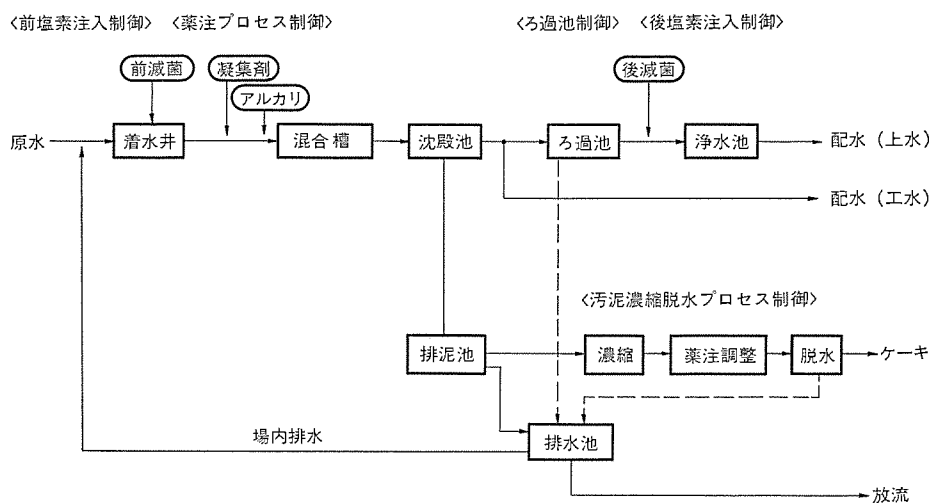 〈前塩素注入制御〉 〈薬注プロセス制御〉 〈ろ過池制御〉 〈後塩素注入制御〉
前滅菌 凝集剤 後滅菌
アルカリ
原水 着水井 混合槽 沈殿池 ろ過池 浄水池 配水（上水）
配水（工水）
〈汚泥濃縮脱水プロセス制御〉
排泥池 濃縮 薬注調整 脱水 ケーキ
場内排水 排水池
放流